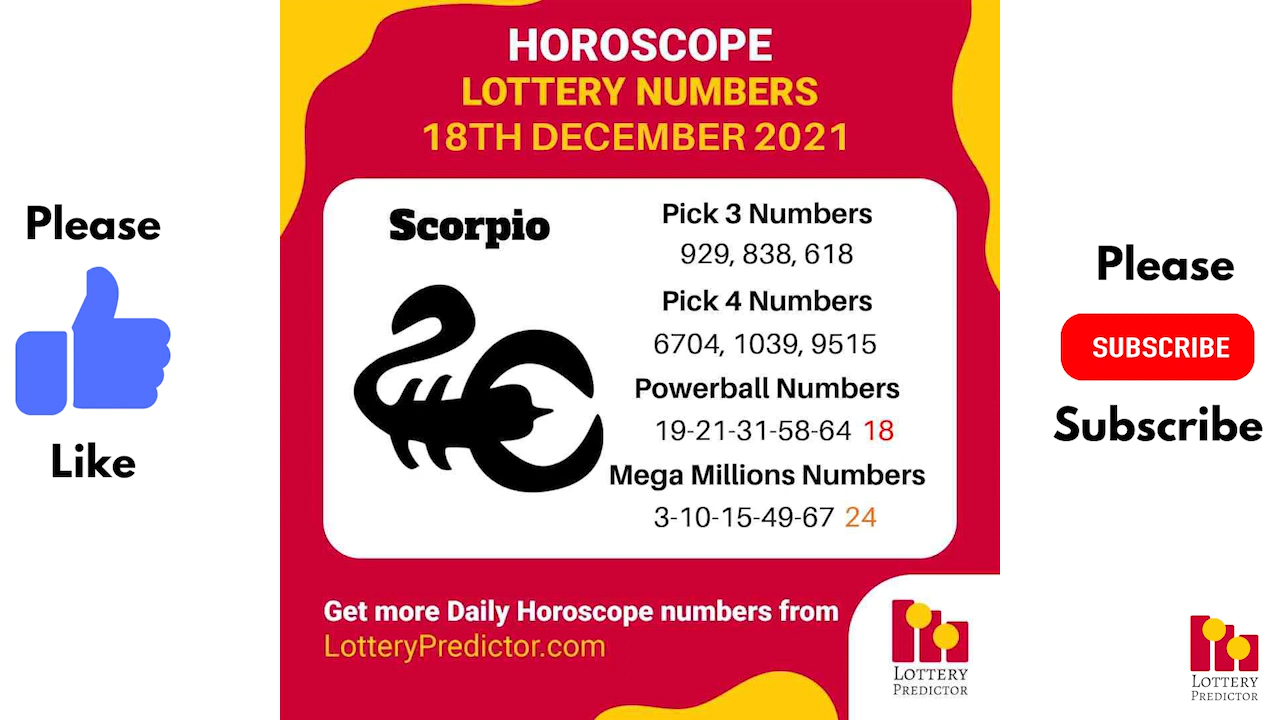 HOROSCOPE
LOTTERY NUMBERS
18TH DECEMBER 2021
Please
Like
Scorpio
Pick 3 Numbers
929, 838, 618
Pick 4 Numbers
6704, 1039, 9515
Powerball Numbers
19-21-31-58-64 18
Mega Millions Numbers
3-10-15-49-67 24
Please
SUBSCRIBE
Subscribe
Get more Daily Horoscope numbers from
LotteryPredictor.com
LOTTERY
PREDICTOR
LOTTERY
PREDICTOR